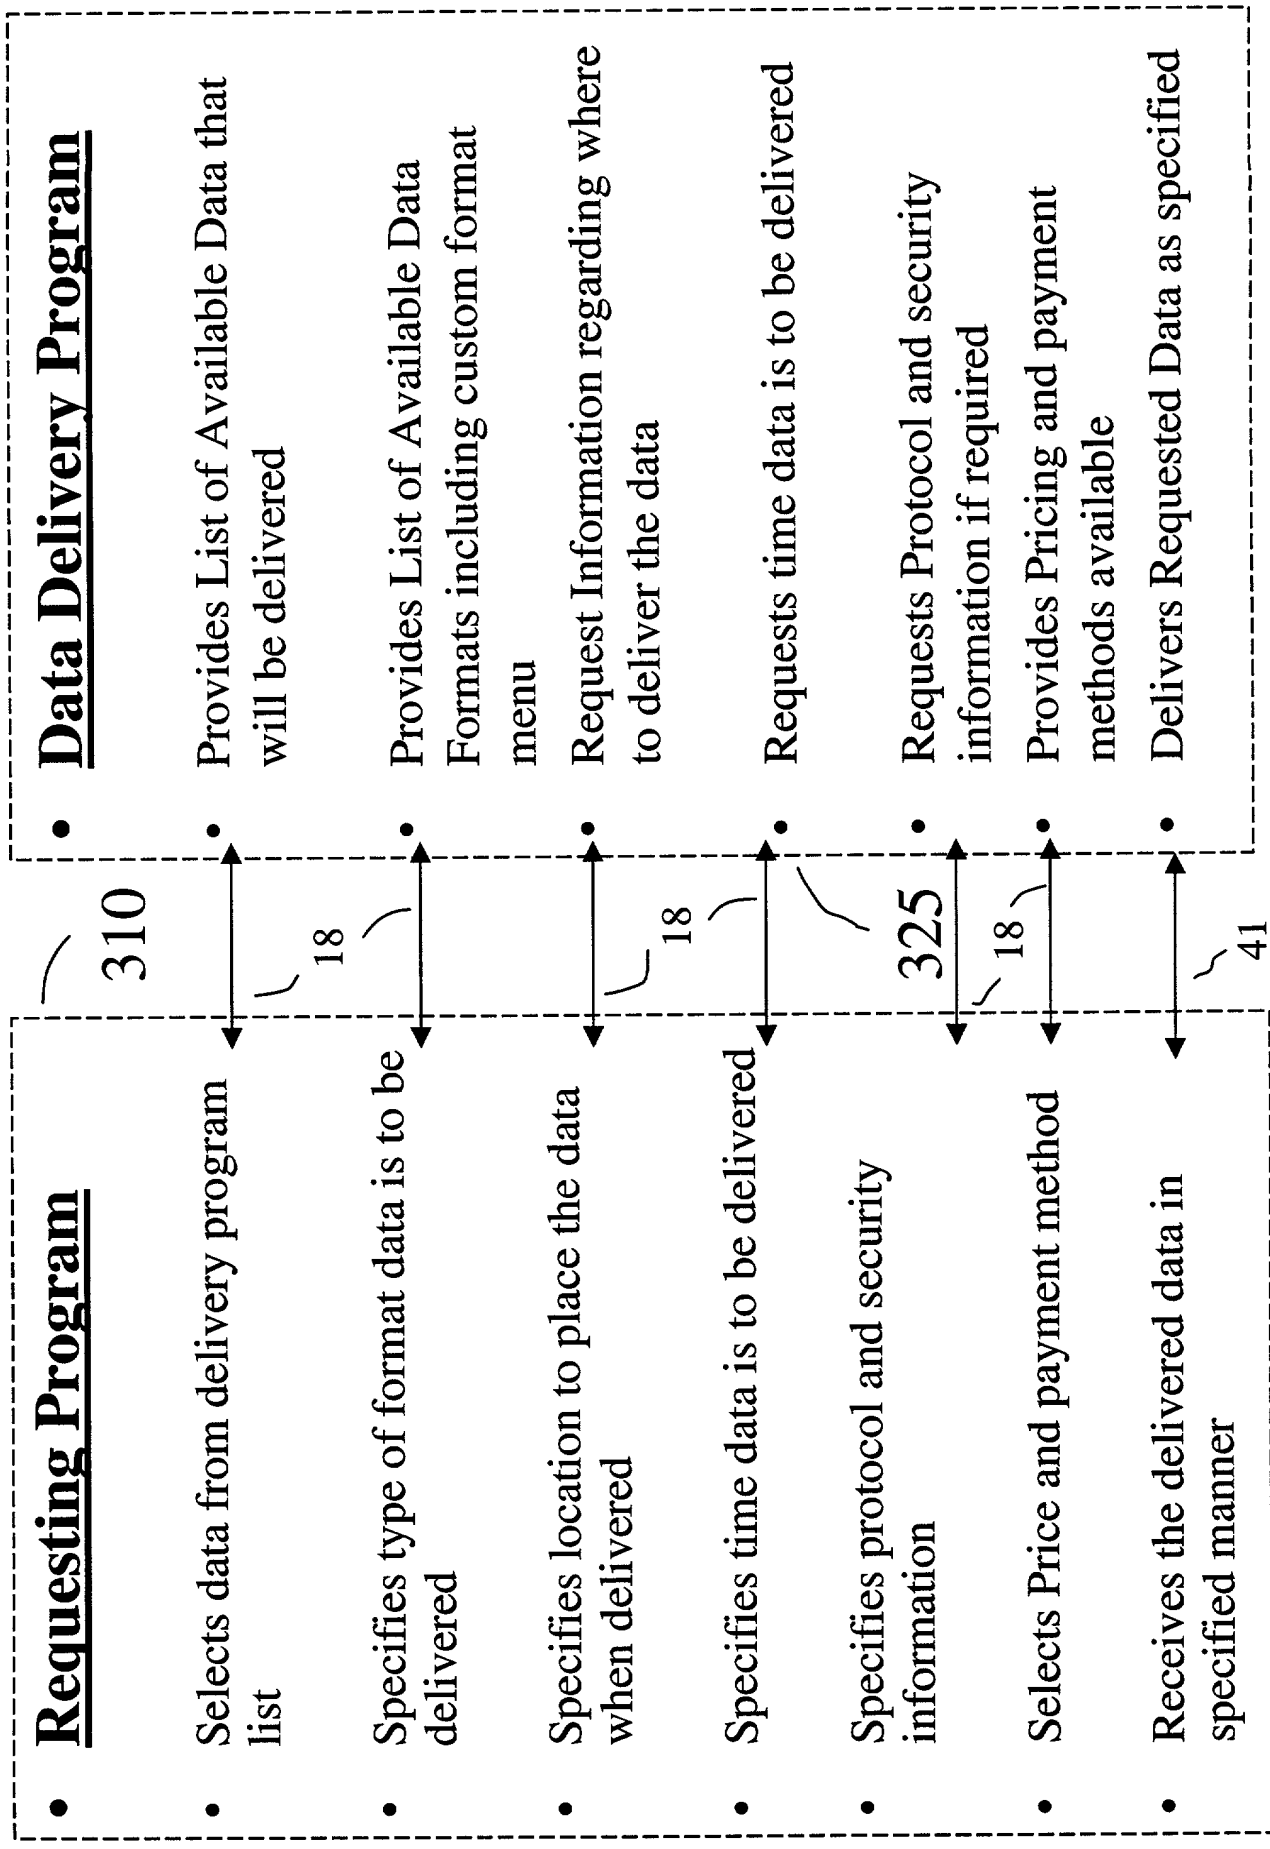 • Requesting Program
• Selects data from delivery program
list
• Specifies type of format data is to be
delivered
• Specifies location to place the data
when delivered
• Specifies time data is to be delivered
• Specifies protocol and security
information
• Selects Price and payment method
• Receives the delivered data in
specified manner
310
18
18
325
18
41
• Data Delivery Program
• Provides List of Available Data that
will be delivered
• Provides List of Available Data
Formats including custom format
menu
• Request Information regarding where
to deliver the data
• Requests time data is to be delivered
• Requests Protocol and security
information if required
• Provides Pricing and payment
methods available
• Delivers Requested Data as specified